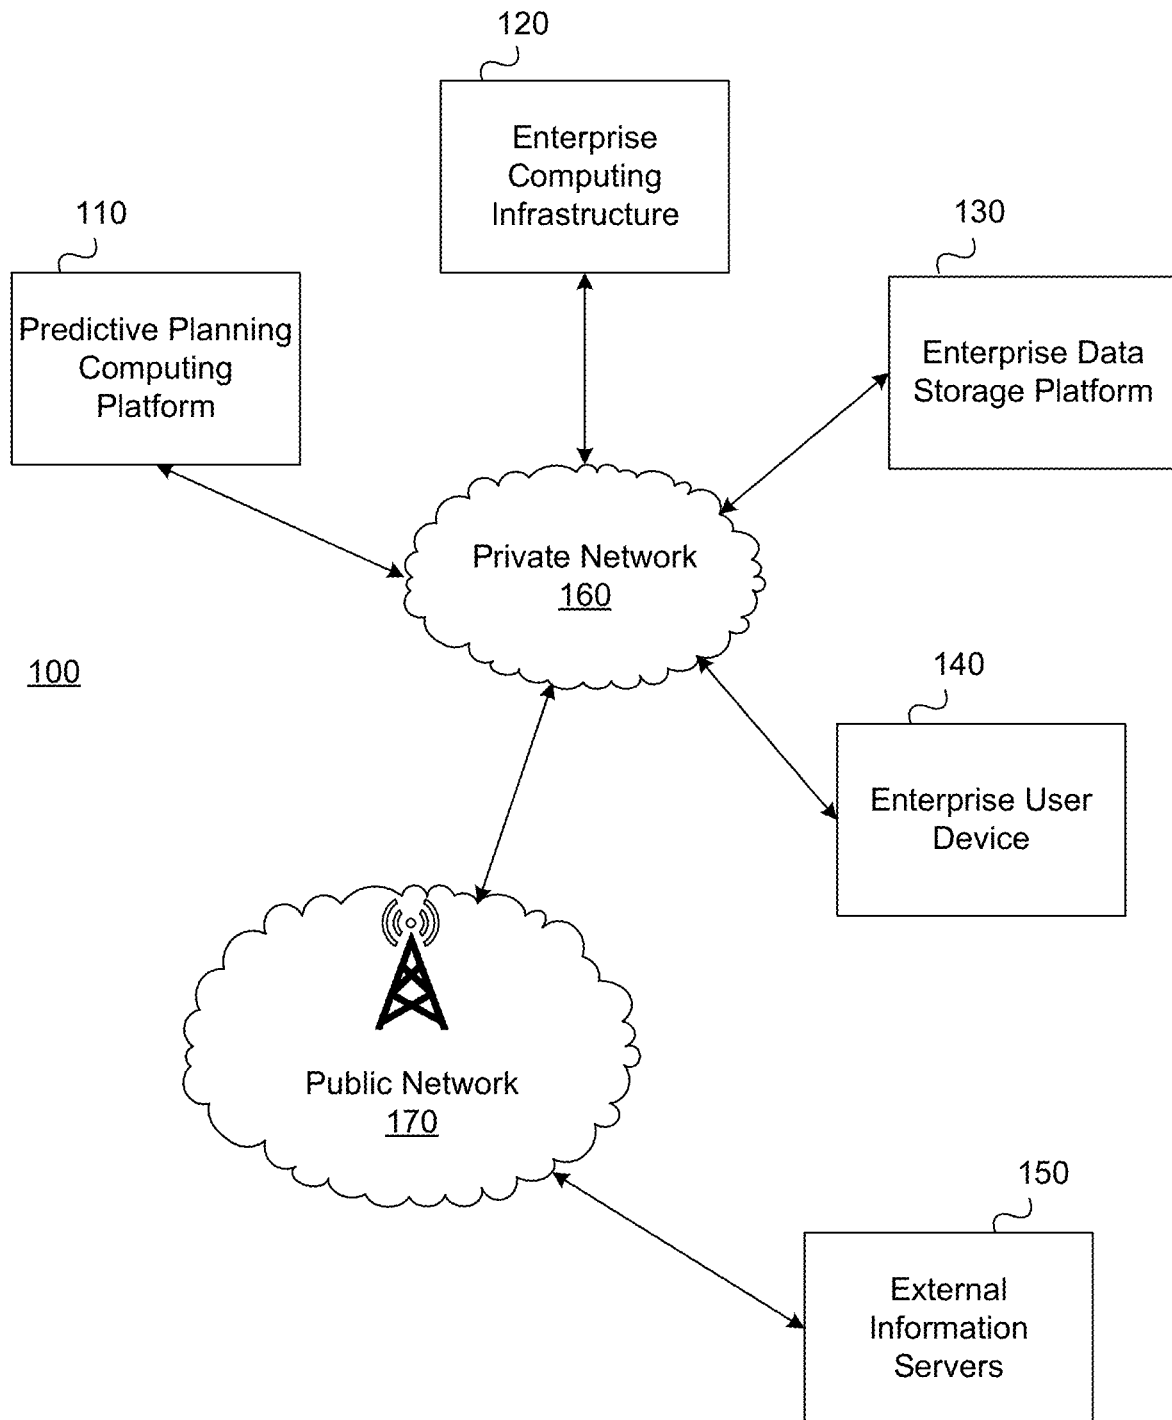 120
Enterprise
Computing
Infrastructure
110
Predictive Planning
Computing
Platform
130
Enterprise Data
Storage Platform
Private Network
160
100
140
Enterprise User
Device
Public Network
170
150
External
Information
Servers